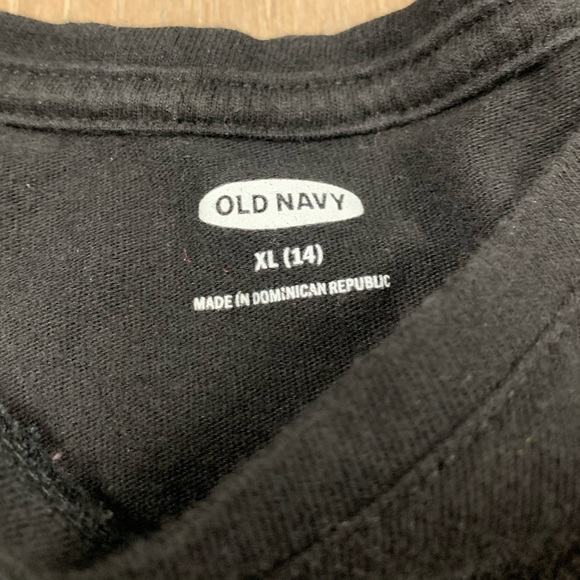 OLD NAVY
XL (14)
MADE IN DOMINICAN REPUBLIC